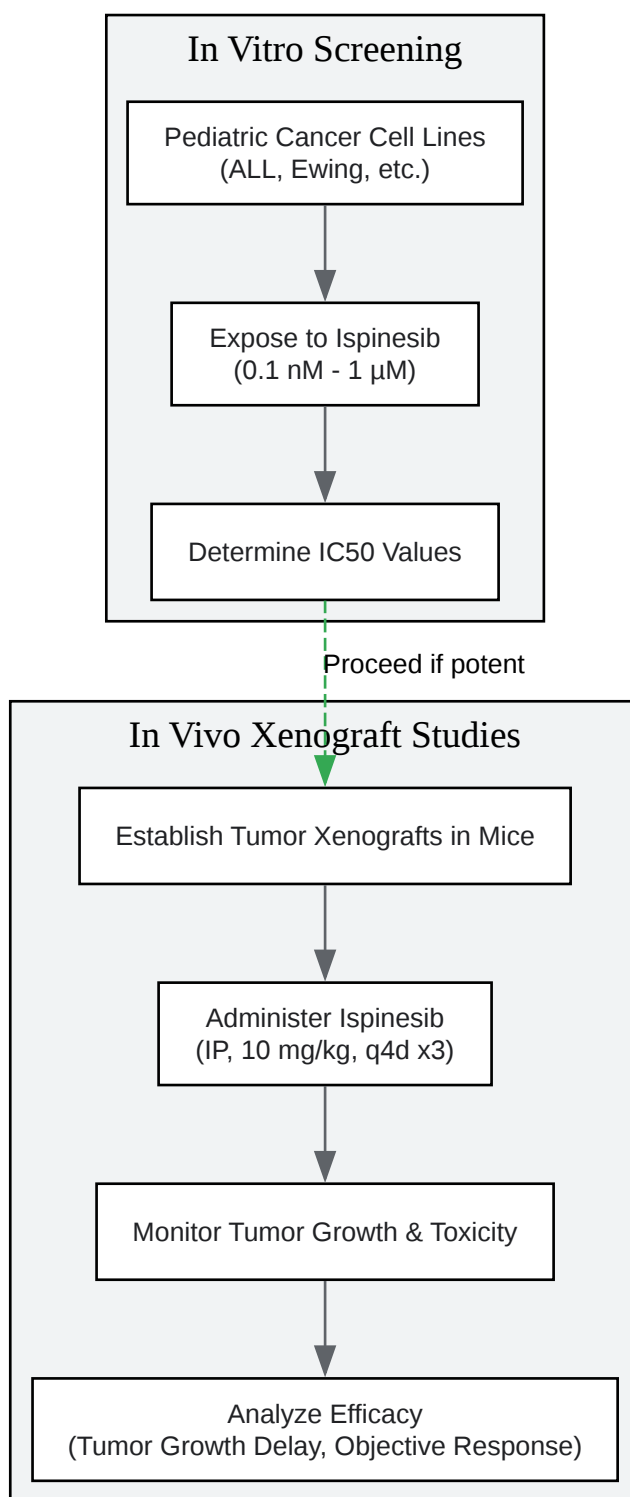 In Vitro Screening
Pediatric Cancer Cell Lines
(ALL, Ewing, etc.)
Expose to Ispinesib
(0.1 nM - 1 µM)
Determine IC50 Values
Proceed if potent
In Vivo Xenograft Studies
Establish Tumor Xenografts in Mice
Administer Ispinesib
(IP, 10 mg/kg, q4d x3)
Monitor Tumor Growth & Toxicity
Analyze Efficacy
(Tumor Growth Delay, Objective Response)